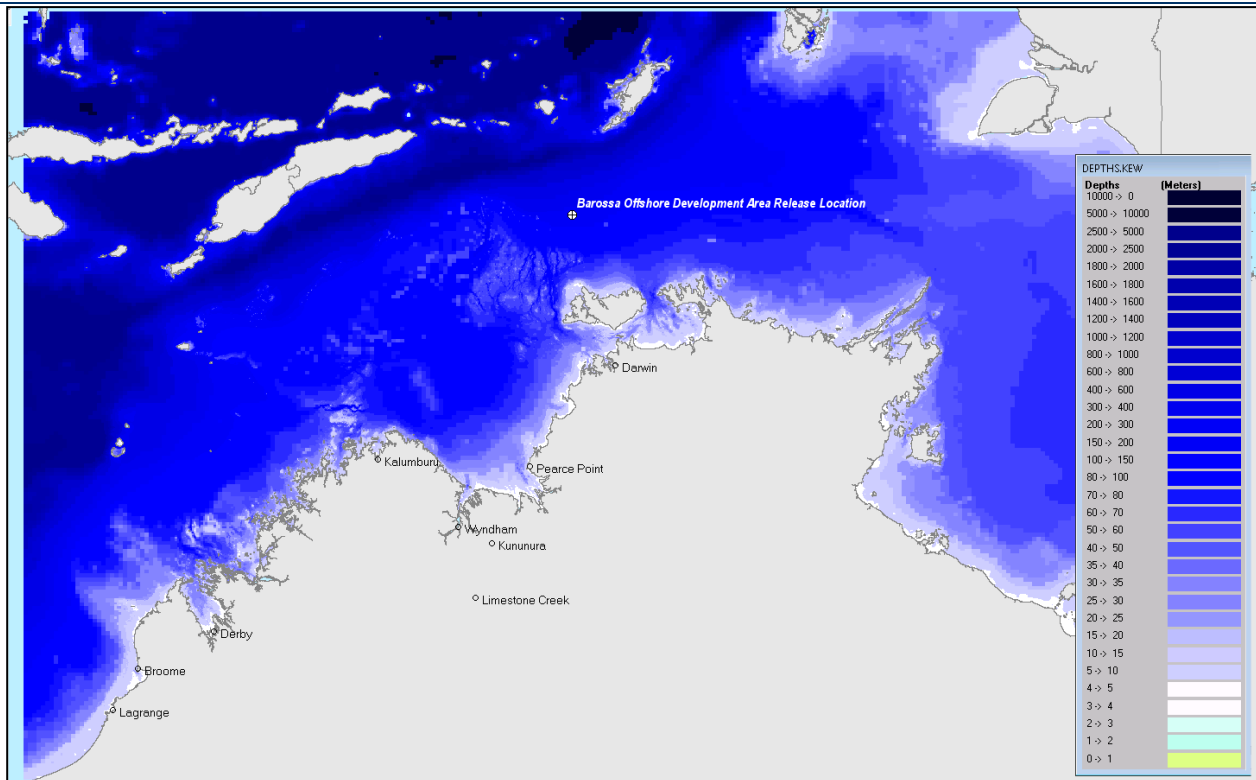 Barossa Offshore Development Area Release Location
Darwin
Kalumburu
Pearce Point
Wyndham
Kununura
Limestone Creek
Derby
Broome
Lagrange
DEPTHS.KEW
Depths (Meters)
10000 -> 0
5000 -> 10000
2500 -> 5000
2000 -> 2500
1800 -> 2000
1600 -> 1800
1400 -> 1600
1200 -> 1400
1000 -> 1200
800 -> 1000
600 -> 800
400 -> 600
300 -> 400
200 -> 300
150 -> 200
100 -> 150
80 -> 100
70 -> 80
60 -> 70
50 -> 60
40 -> 50
35 -> 40
30 -> 35
25 -> 30
20 -> 25
15 -> 20
10 -> 15
5 -> 10
4 -> 5
3 -> 4
2 -> 3
1 -> 2
0 -> 1